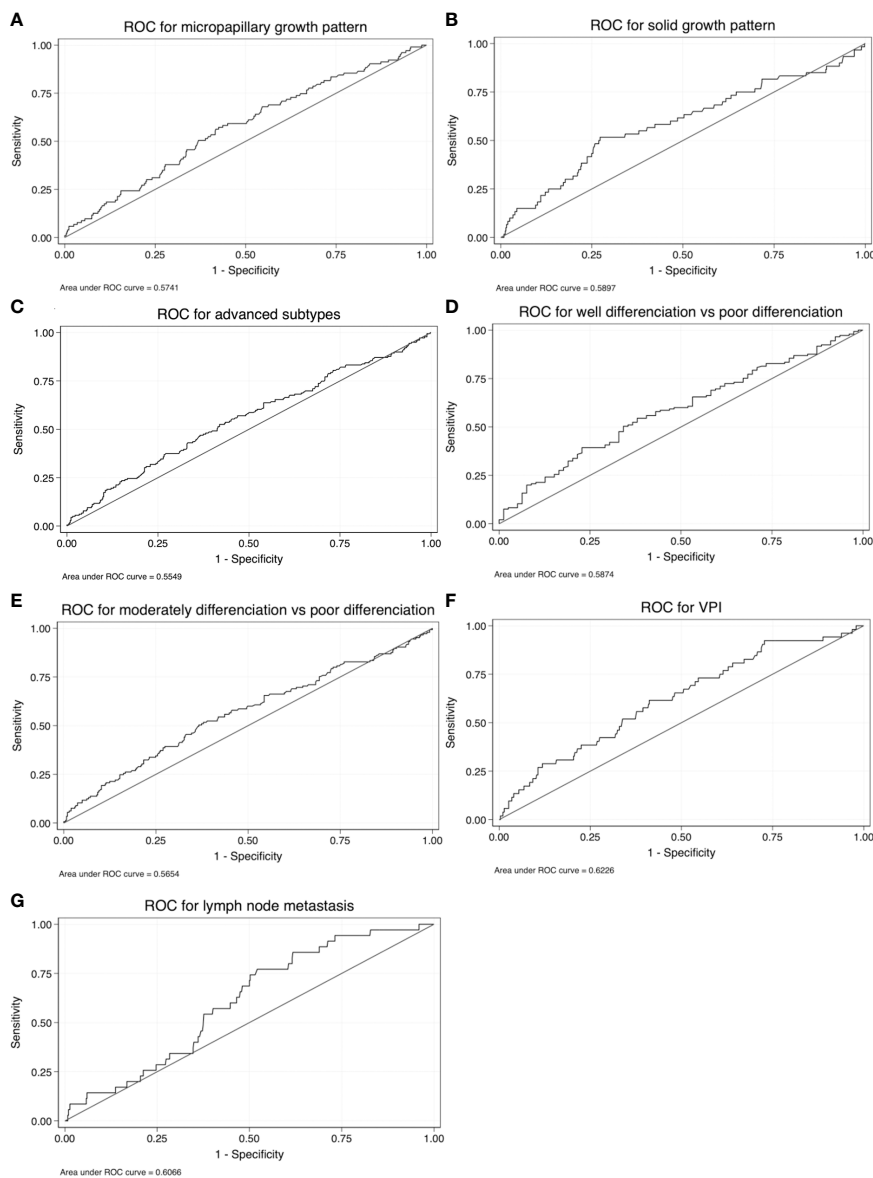 A
ROC for micropapillary growth pattern
1.00
0.75
0.50
0.25
0.00
Sensitivity
0.00 0.25 0.50 0.75 1.00
1 - Specificity
Area under ROC curve = 0.5741
B
ROC for solid growth pattern
1.00
0.75
0.50
0.25
0.00
Sensitivity
0.00 0.25 0.50 0.75 1.00
1 - Specificity
Area under ROC curve = 0.5897
C
ROC for advanced subtypes
1.00
0.75
0.50
0.25
0.00
Sensitivity
0.00 0.25 0.50 0.75 1.00
1 - Specificity
Area under ROC curve = 0.5549
D
ROC for well differenciation vs poor differenciation
1.00
0.75
0.50
0.25
0.00
Sensitivity
0.00 0.25 0.50 0.75 1.00
1 - Specificity
Area under ROC curve = 0.5874
E
ROC for moderately differenciation vs poor differenciation
1.00
0.75
0.50
0.25
0.00
Sensitivity
0.00 0.25 0.50 0.75 1.00
1 - Specificity
Area under ROC curve = 0.5654
F
ROC for VPI
1.00
0.75
0.50
0.25
0.00
Sensitivity
0.00 0.25 0.50 0.75 1.00
1 - Specificity
Area under ROC curve = 0.6226
G
ROC for lymph node metastasis
1.00
0.75
0.50
0.25
0.00
Sensitivity
0.00 0.25 0.50 0.75 1.00
1 - Specificity
Area under ROC curve = 0.6066